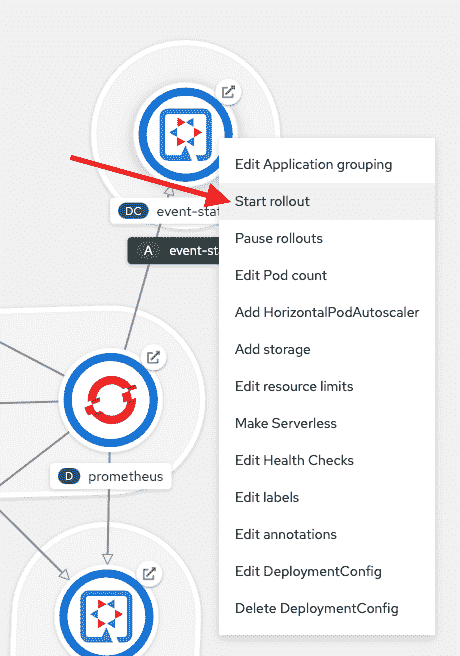 Edit Application grouping
Start rollout
DC event-stat
Pause rollouts
A event-sta
Edit Pod count
Add HorizontalPodAutoscaler
Add storage
Edit resource limits
Make Serverless
Edit Health Checks
D prometheus
Edit labels
Edit annotations
Edit DeploymentConfig
Delete DeploymentConfig